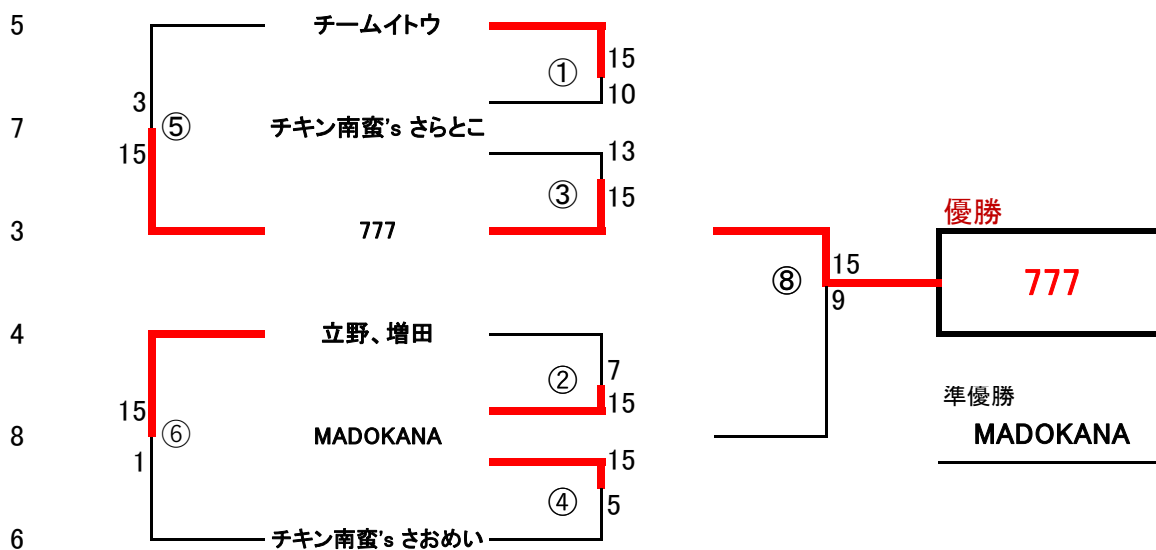 5 チームイトウ
15
①
3 10
7 ⑤ チキン南蛮's さらとこ
15 13
③ 15
優勝
3 777
15 777
⑧
9
4 立野、増田
7
②
15 15
準優勝
8 ⑥ MADOKANA MADOKANA
1 15
④ 5
6 チキン南蛮's さおめい